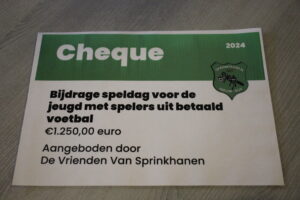 Cheque
2024
Bijdrage speldag voor de
jeugd met spelers uit betaald
voetbal
€1.250,00 euro
Aangeboden door
De Vrienden Van Sprinkhanen